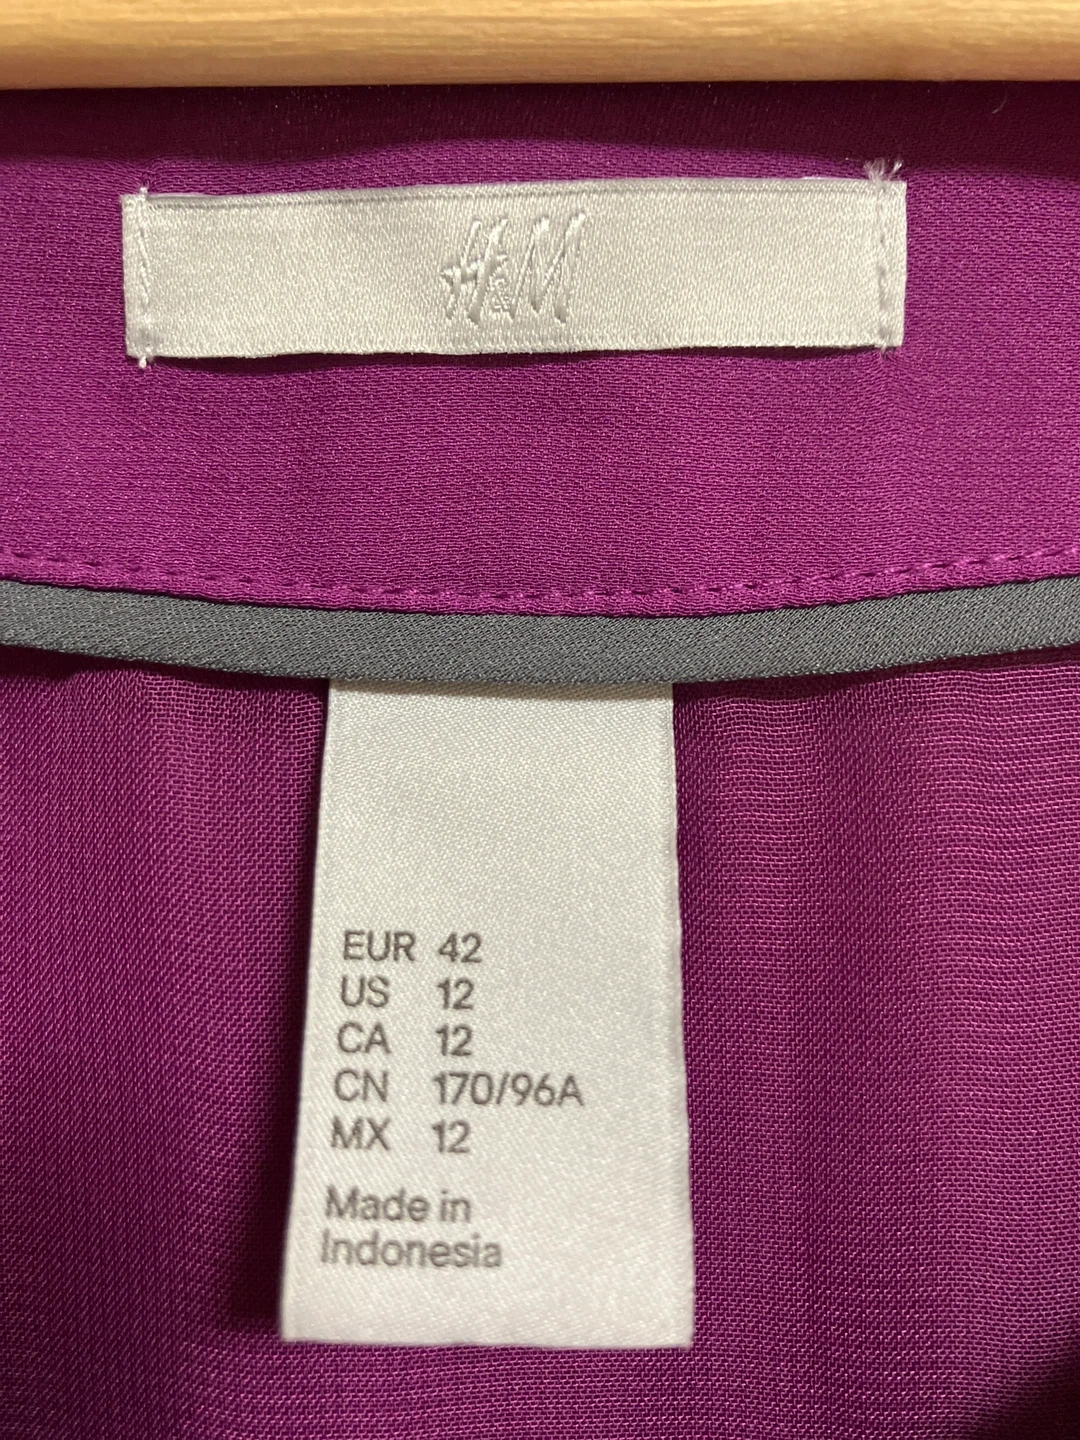 H&M
EUR 42
US 12
CA 12
CN 170/96A
MX 12
Made in
Indonesia